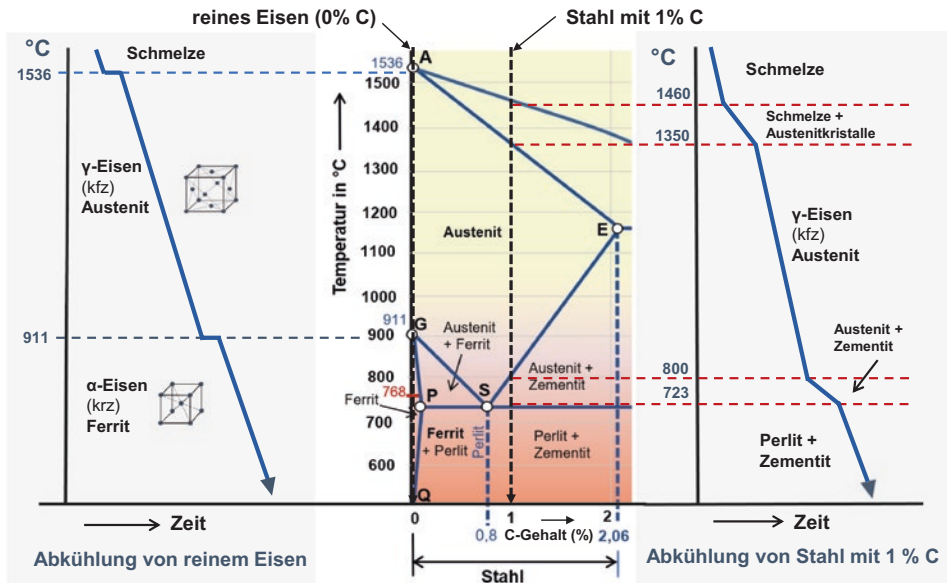 reines Eisen (0% C)
Stahl mit 1% C
°C
1536
911
Schmelze
γ-Eisen
(kfz)
Austenit
α-Eisen
(krz)
Ferrit
Zeit
Abkühlung von reinem Eisen
Temperatur in °C
1536
1500
1400
1300
1200
1100
1000
911
900
800
768
700
600
A
E
G
P
S
Q
Austenit
Austenit
+ Ferrit
Austenit +
Zementit
Ferrit
Ferrit
+ Perlit
Perlit
Perlit +
Zementit
0
1
2
0,8
C-Gehalt (%)
2,06
Stahl
°C
1460
1350
800
723
Schmelze
Schmelze +
Austenitkristalle
γ-Eisen
(kfz)
Austenit
Austenit +
Zementit
Perlit +
Zementit
Zeit
Abkühlung von Stahl mit 1 % C